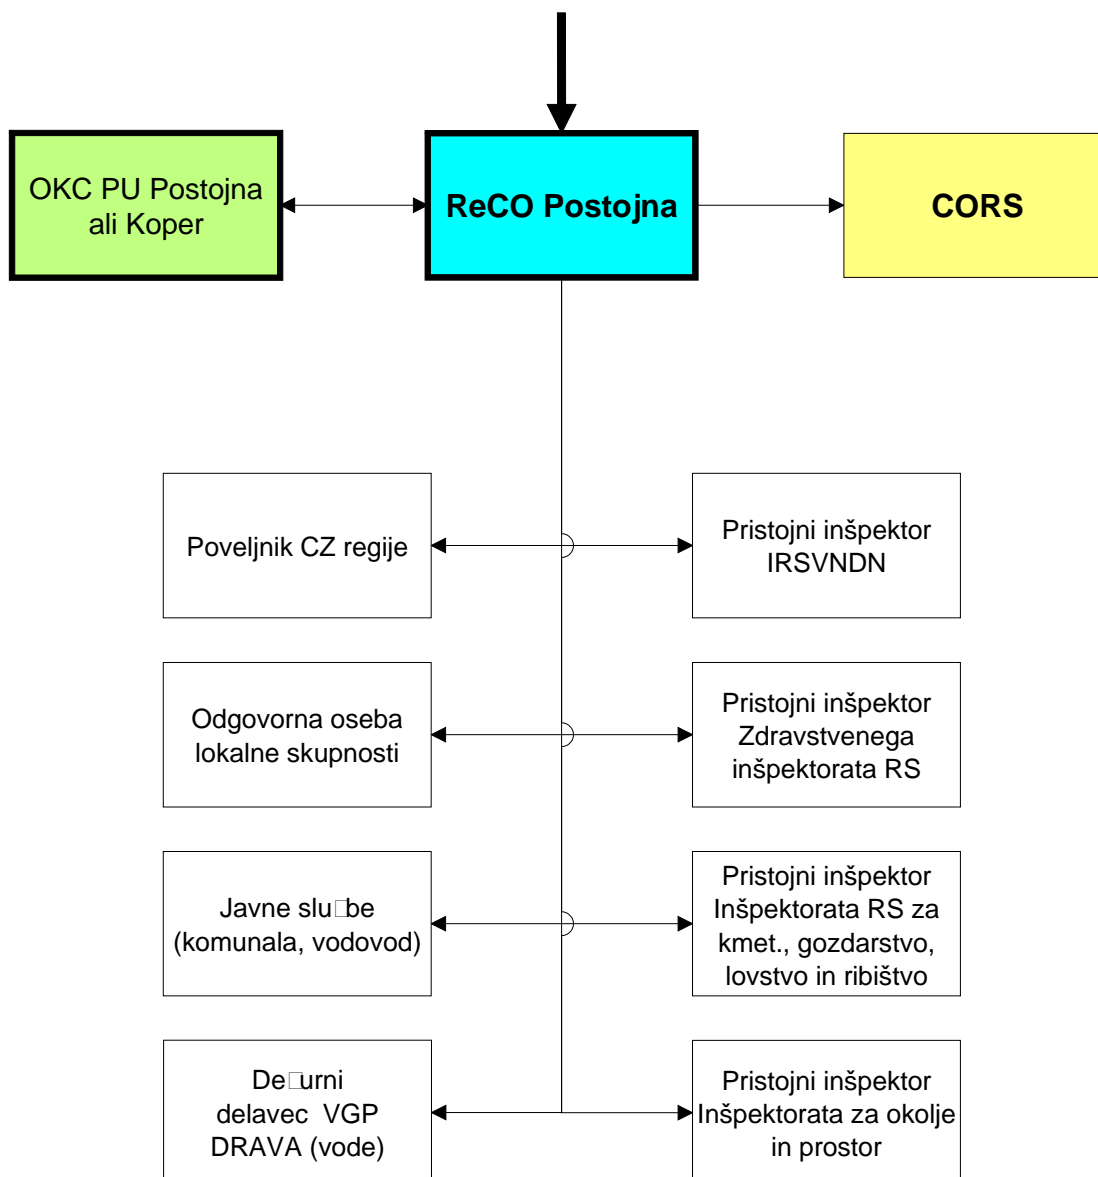 OKC PU Postojna
ali Koper
ReCO Postojna
CORS
Poveljnik CZ regije
Pristojni inšpektor
IRSVNDN
Odgovorna oseba
lokalne skupnosti
Pristojni inšpektor
Zdravstvenega
inšpektorata RS
Javne slu□be
(komunala, vodovod)
Pristojni inšpektor
Inšpektorata RS za
kmet., gozdarstvo,
lovstvo in ribištvo
De□urni
delavec VGP
DRAVA (vode)
Pristojni inšpektor
Inšpektorata za okolje
in prostor